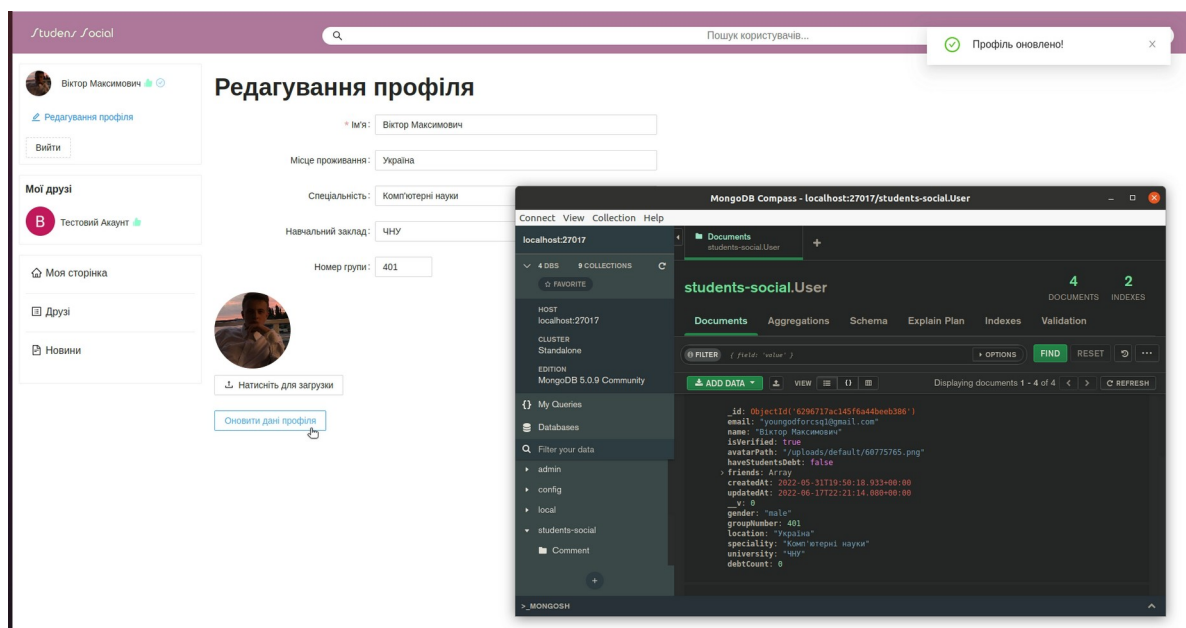 Studens Social
Пошук користувачів...
Профіль оновлено!
Віктор Максимович
Редагування профіля
Вийти
Мої друзі
В
Тестовий Акаунт
Моя сторінка
Друзі
Новини
Редагування профіля
* Ім'я: Віктор Максимович
Місце проживання: Україна
Спеціальність: Комп'ютерні науки
Навчальний заклад: ЧНУ
Номер групи: 401
Натисніть для загрузки
Оновити дані профілю
MongoDB Compass - localhost:27017/students-social.User
Connect View Collection Help
localhost:27017
4 DBS 9 COLLECTIONS
FAVORITE
HOST
localhost:27017
CLUSTER
Standalone
EDITION
MongoDB 5.0.9 Community
{} My Queries
Databases
Filter your data
admin
config
local
students-social
Comment
+
Documents
students-social.User
+
students-social.User
4
DOCUMENTS
2
INDEXES
Documents Aggregations Schema Explain Plan Indexes Validation
FILTER { field: 'value' }
OPTIONS FIND RESET ...
ADD DATA VIEW {} Displaying documents 1 - 4 of 4 < > REFRESH
_id: ObjectId('6296717ac145f6a44beeb386')
email: "youngodforcsq1@gmail.com"
name: "Віктор Максимович"
isVerified: true
avatarPath: "/uploads/default/60775765.png"
haveStudentsDebt: false
> friends: Array
createdAt: 2022-05-31T19:50:18.933+00:00
updatedAt: 2022-06-17T22:21:14.080+00:00
__v: 0
gender: "male"
groupNumber: 401
location: "Україна"
speciality: "Комп'ютерні науки"
university: "ЧНУ"
debtCount: 0
>_MONGOSH